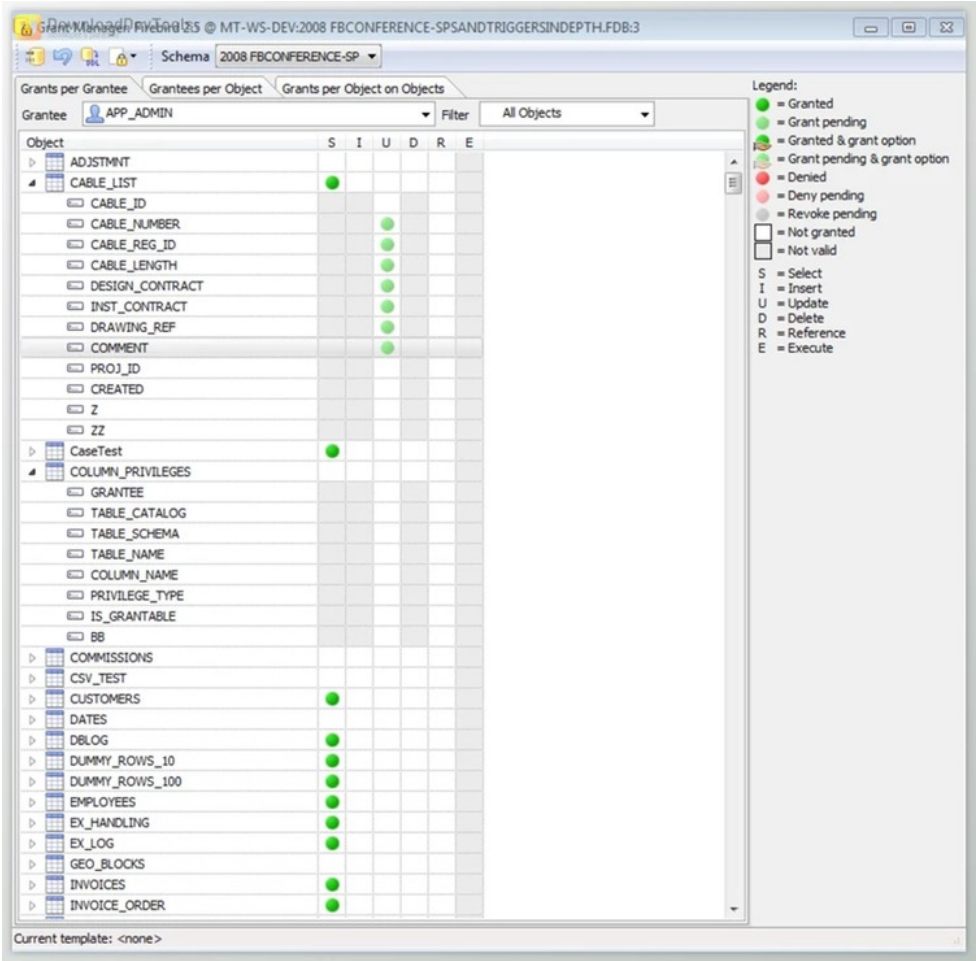 Grant Manager: Firebird 2.5 @ MT-WS-DEV:2008 FBCONFERENCE-SPSANDTRIGGERSINDEPTH.FDB:3
DownloadDevTools
Schema 2008 FBCONFERENCE-SP
Grants per Grantee Grantees per Object Grants per Object on Objects
Grantee APP_ADMIN Filter All Objects
Object S I U D R E
ADJSTMNT
CABLE_LIST
CABLE_ID
CABLE_NUMBER
CABLE_REG_ID
CABLE_LENGTH
DESIGN_CONTRACT
INST_CONTRACT
DRAWING_REF
COMMENT
PROJ_ID
CREATED
Z
ZZ
CaseTest
COLUMN_PRIVILEGES
GRANTEE
TABLE_CATALOG
TABLE_SCHEMA
TABLE_NAME
COLUMN_NAME
PRIVILEGE_TYPE
IS_GRANTABLE
BB
COMMISSIONS
CSV_TEST
CUSTOMERS
DATES
DBLOG
DUMMY_ROWS_10
DUMMY_ROWS_100
EMPLOYEES
EX_HANDLING
EX_LOG
GEO_BLOCKS
INVOICES
INVOICE_ORDER
Legend:
= Granted
= Grant pending
= Granted & grant option
= Grant pending & grant option
= Denied
= Deny pending
= Revoke pending
= Not granted
= Not valid
S = Select
I = Insert
U = Update
D = Delete
R = Reference
E = Execute
Current template: <none>